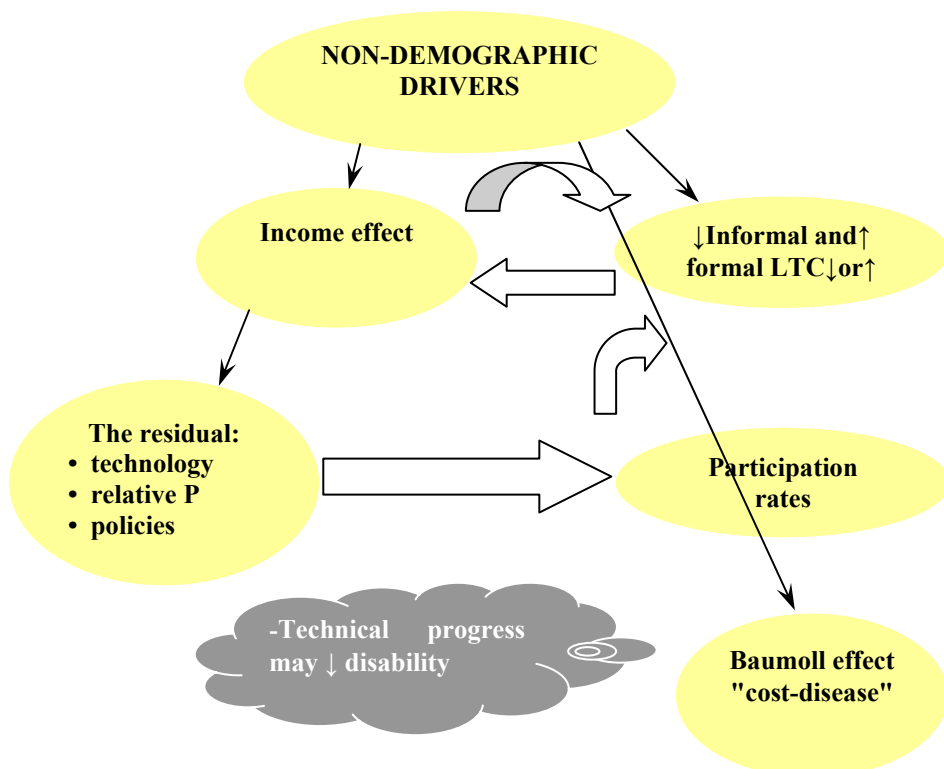 NON-DEMOGRAPHIC
DRIVERS
Income effect
↓Informal and↑
formal LTC↓or↑
The residual:
• technology
• relative P
• policies
Participation
rates
-Technical progress
may ↓ disability
Baumoll effect
"cost-disease"